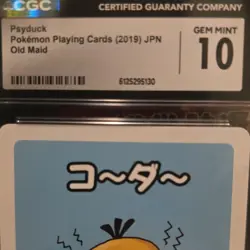 CGC
CERTIFIED GUARANTY COMPANY
Psyduck
Pokémon Playing Cards (2019) JPN
Old Maid
GEM MINT
10
6125295130
コ～ダ～